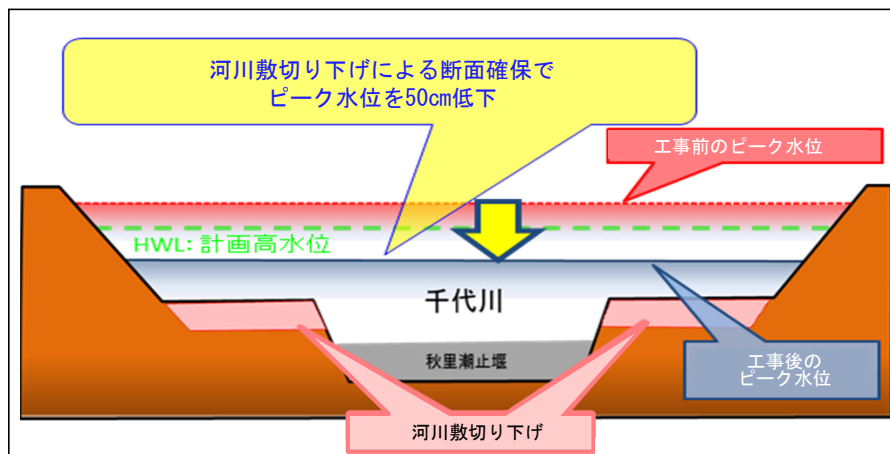 河川敷切り下げによる断面確保で
ピーク水位を50cm低下
工事前のピーク水位
HWL:計画高水位
千代川
秋里潮止堰
工事後の
ピーク水位
河川敷切り下げ